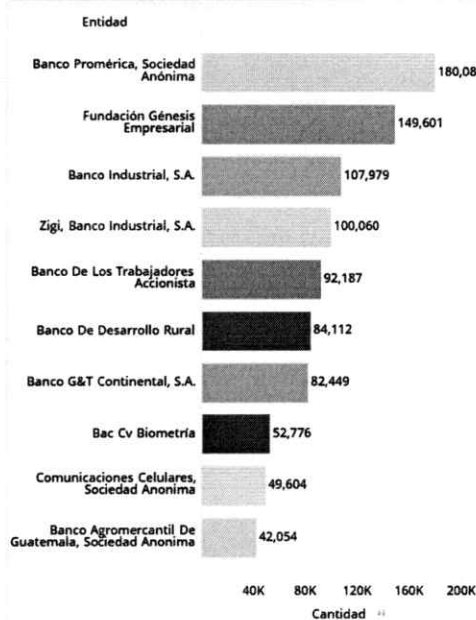 Entidad
Banco Promérica, Sociedad
Anónima
180,08
Fundación Génesis
Empresarial
149,601
Banco Industrial, S.A.
107,979
Zigi, Banco Industrial, S.A.
100,060
Banco De Los Trabajadores
Accionista
92,187
Banco De Desarrollo Rural
84,112
Banco G&T Continental, S.A.
82,449
Bac Cv Biometría
52,776
Comunicaciones Celulares,
Sociedad Anonima
49,604
Banco Agromercantil De
Guatemala, Sociedad Anonima
42,054
40K 80K 120K 160K 200K
Cantidad